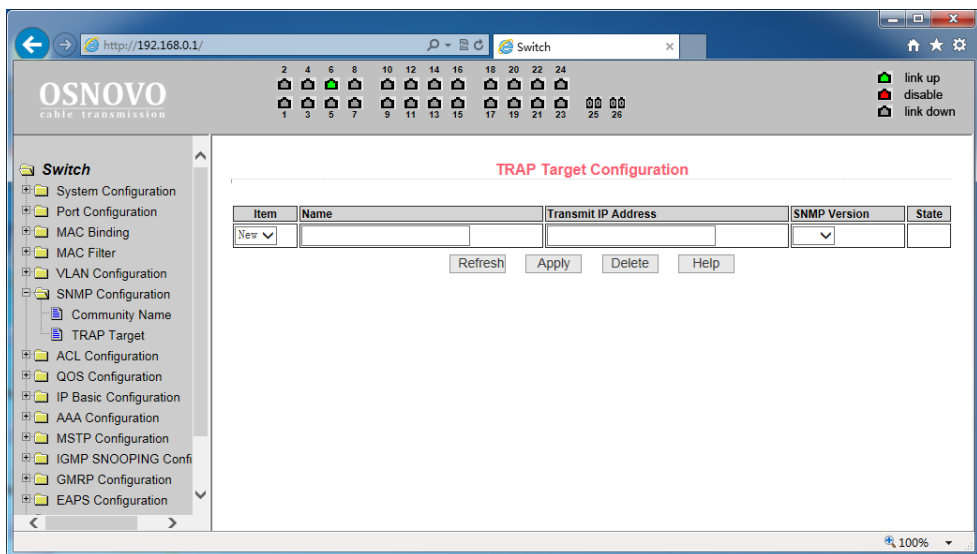 http://192.168.0.1/
Switch
OSNOVO
cable transmission
2 4 6 8 10 12 14 16 18 20 22 24
1 3 5 7 9 11 13 15 17 19 21 23 25 26
link up
disable
link down
Switch
System Configuration
Port Configuration
MAC Binding
MAC Filter
VLAN Configuration
SNMP Configuration
Community Name
TRAP Target
ACL Configuration
QOS Configuration
IP Basic Configuration
AAA Configuration
MSTP Configuration
IGMP SNOOPING Confi
GMRP Configuration
EAPS Configuration
TRAP Target Configuration
Item Name Transmit IP Address SNMP Version State
New
Refresh Apply Delete Help
100%